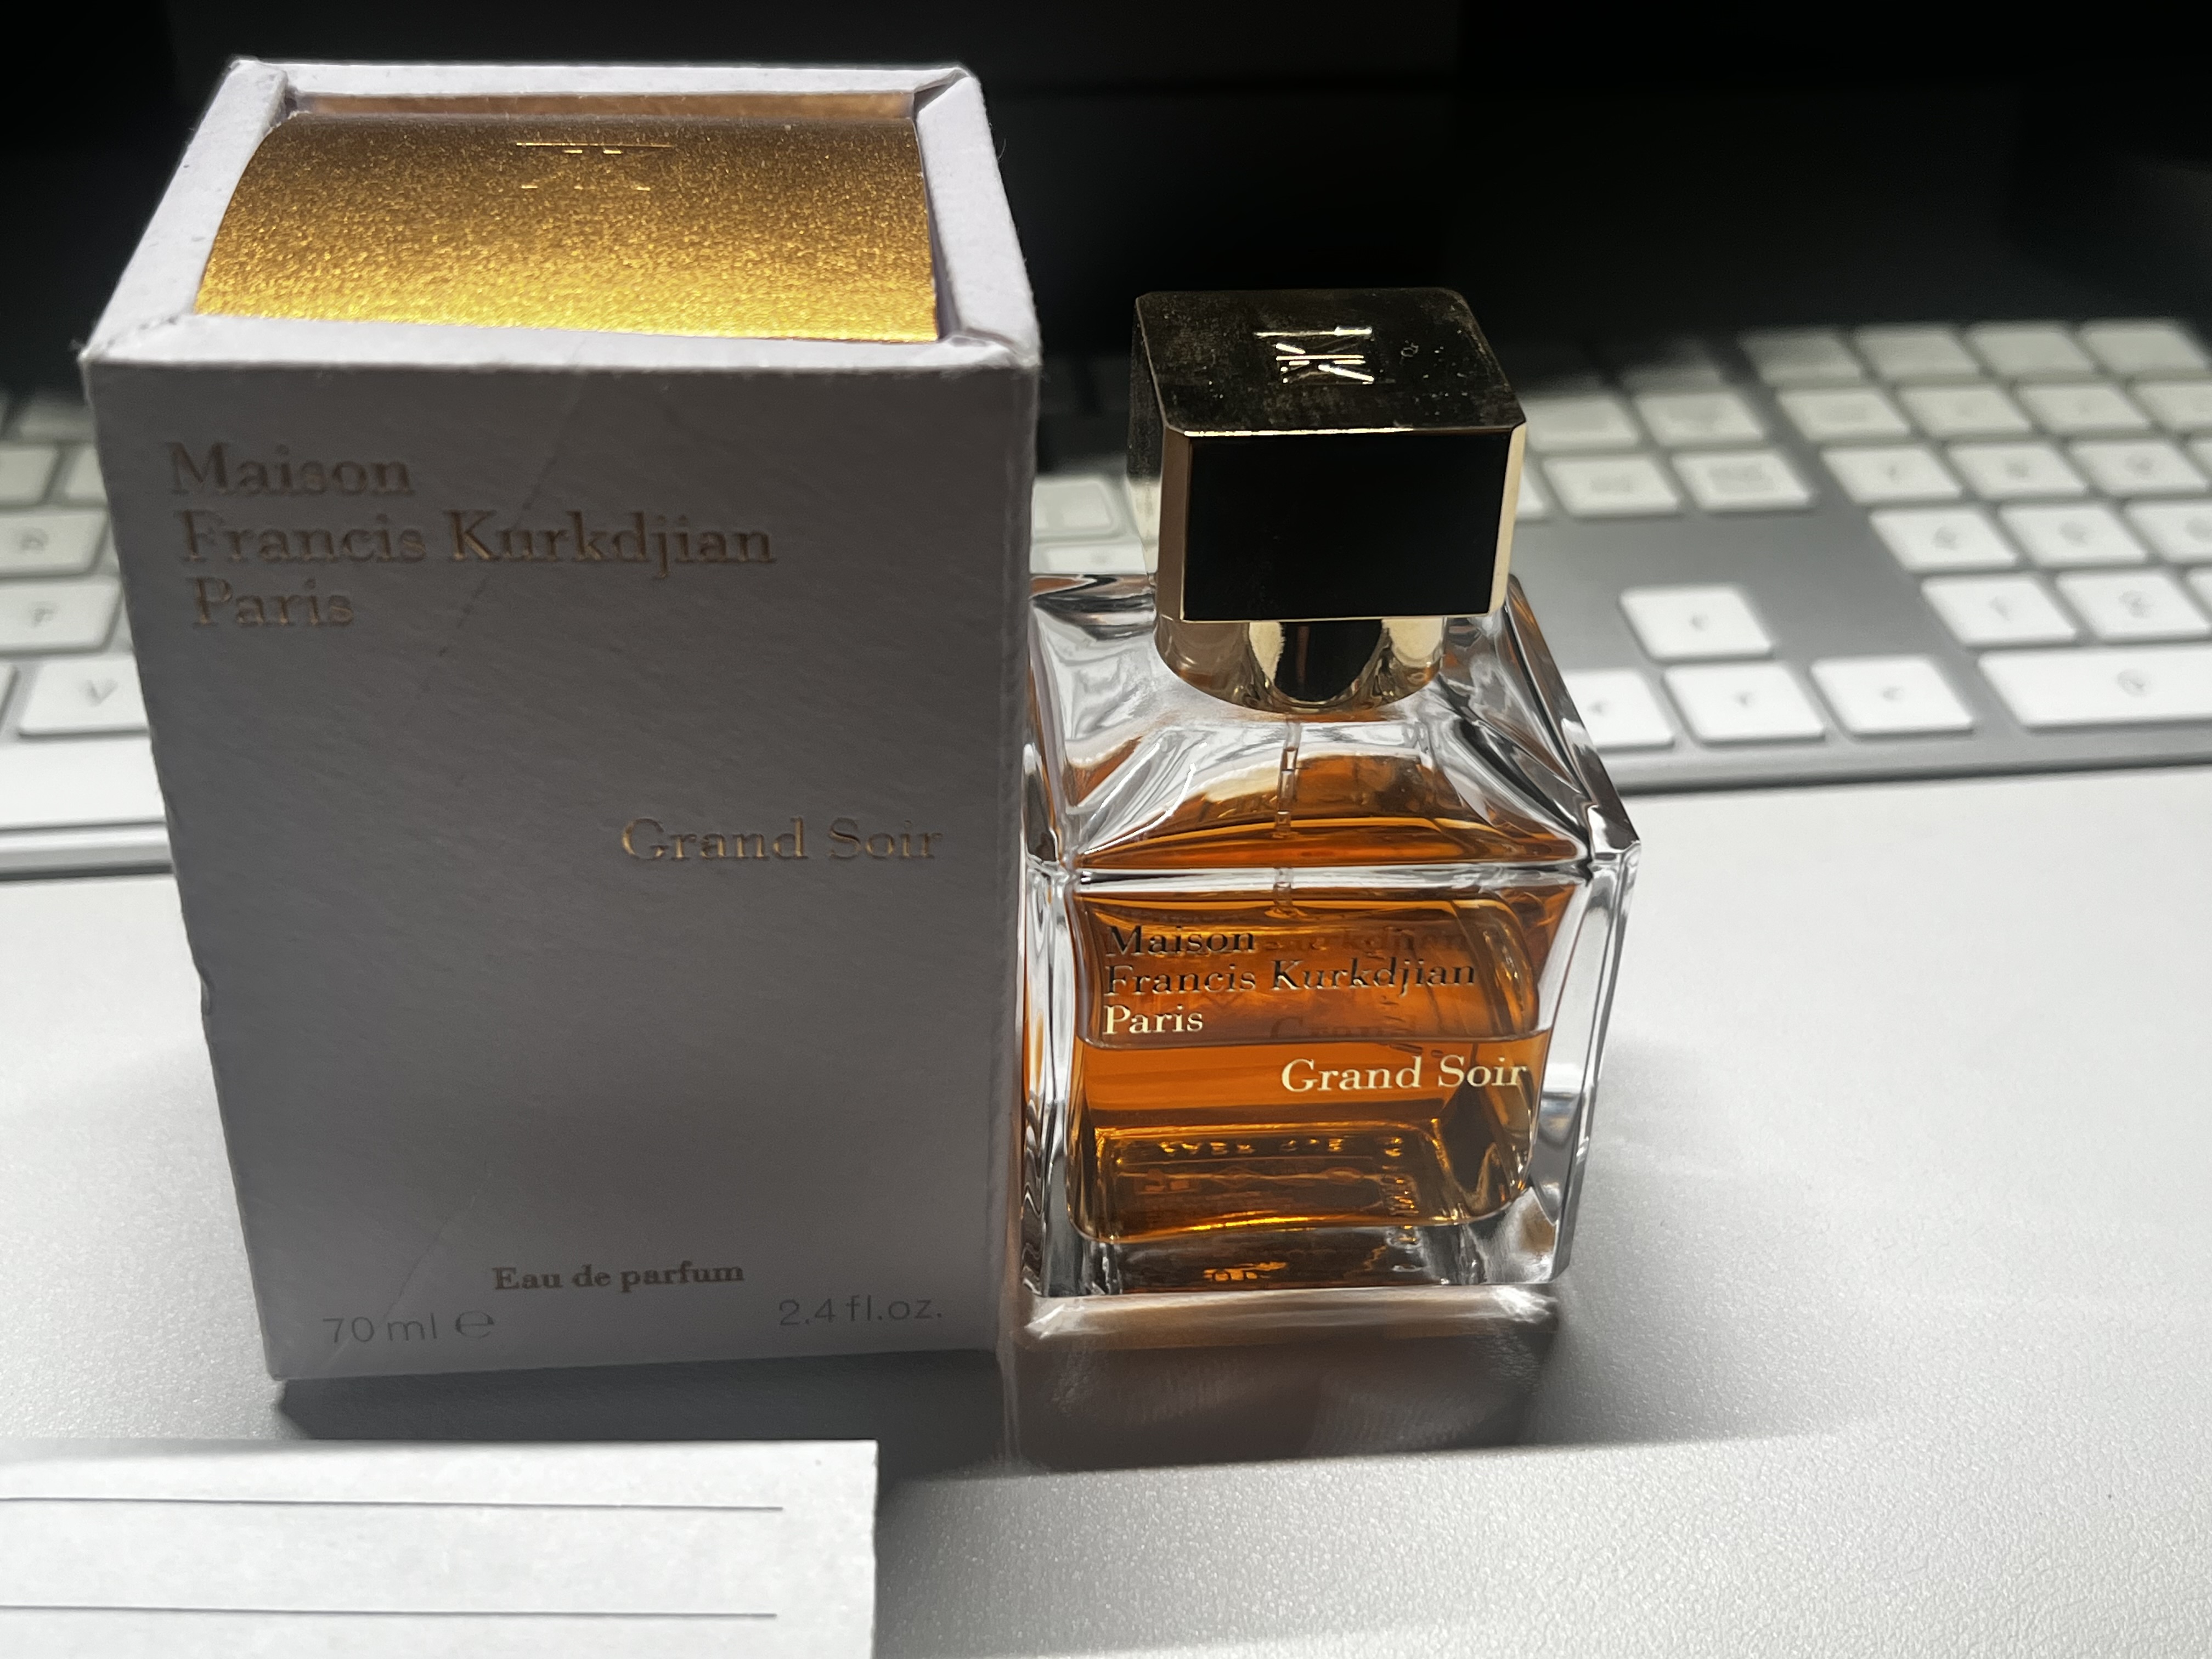 Maison
Francis Kurkdjian
Paris
Grand Soir
Eau de parfum
70 ml ℮ 2.4 fl.oz.
Maison
Francis Kurkdjian
Paris
Grand Soir
V